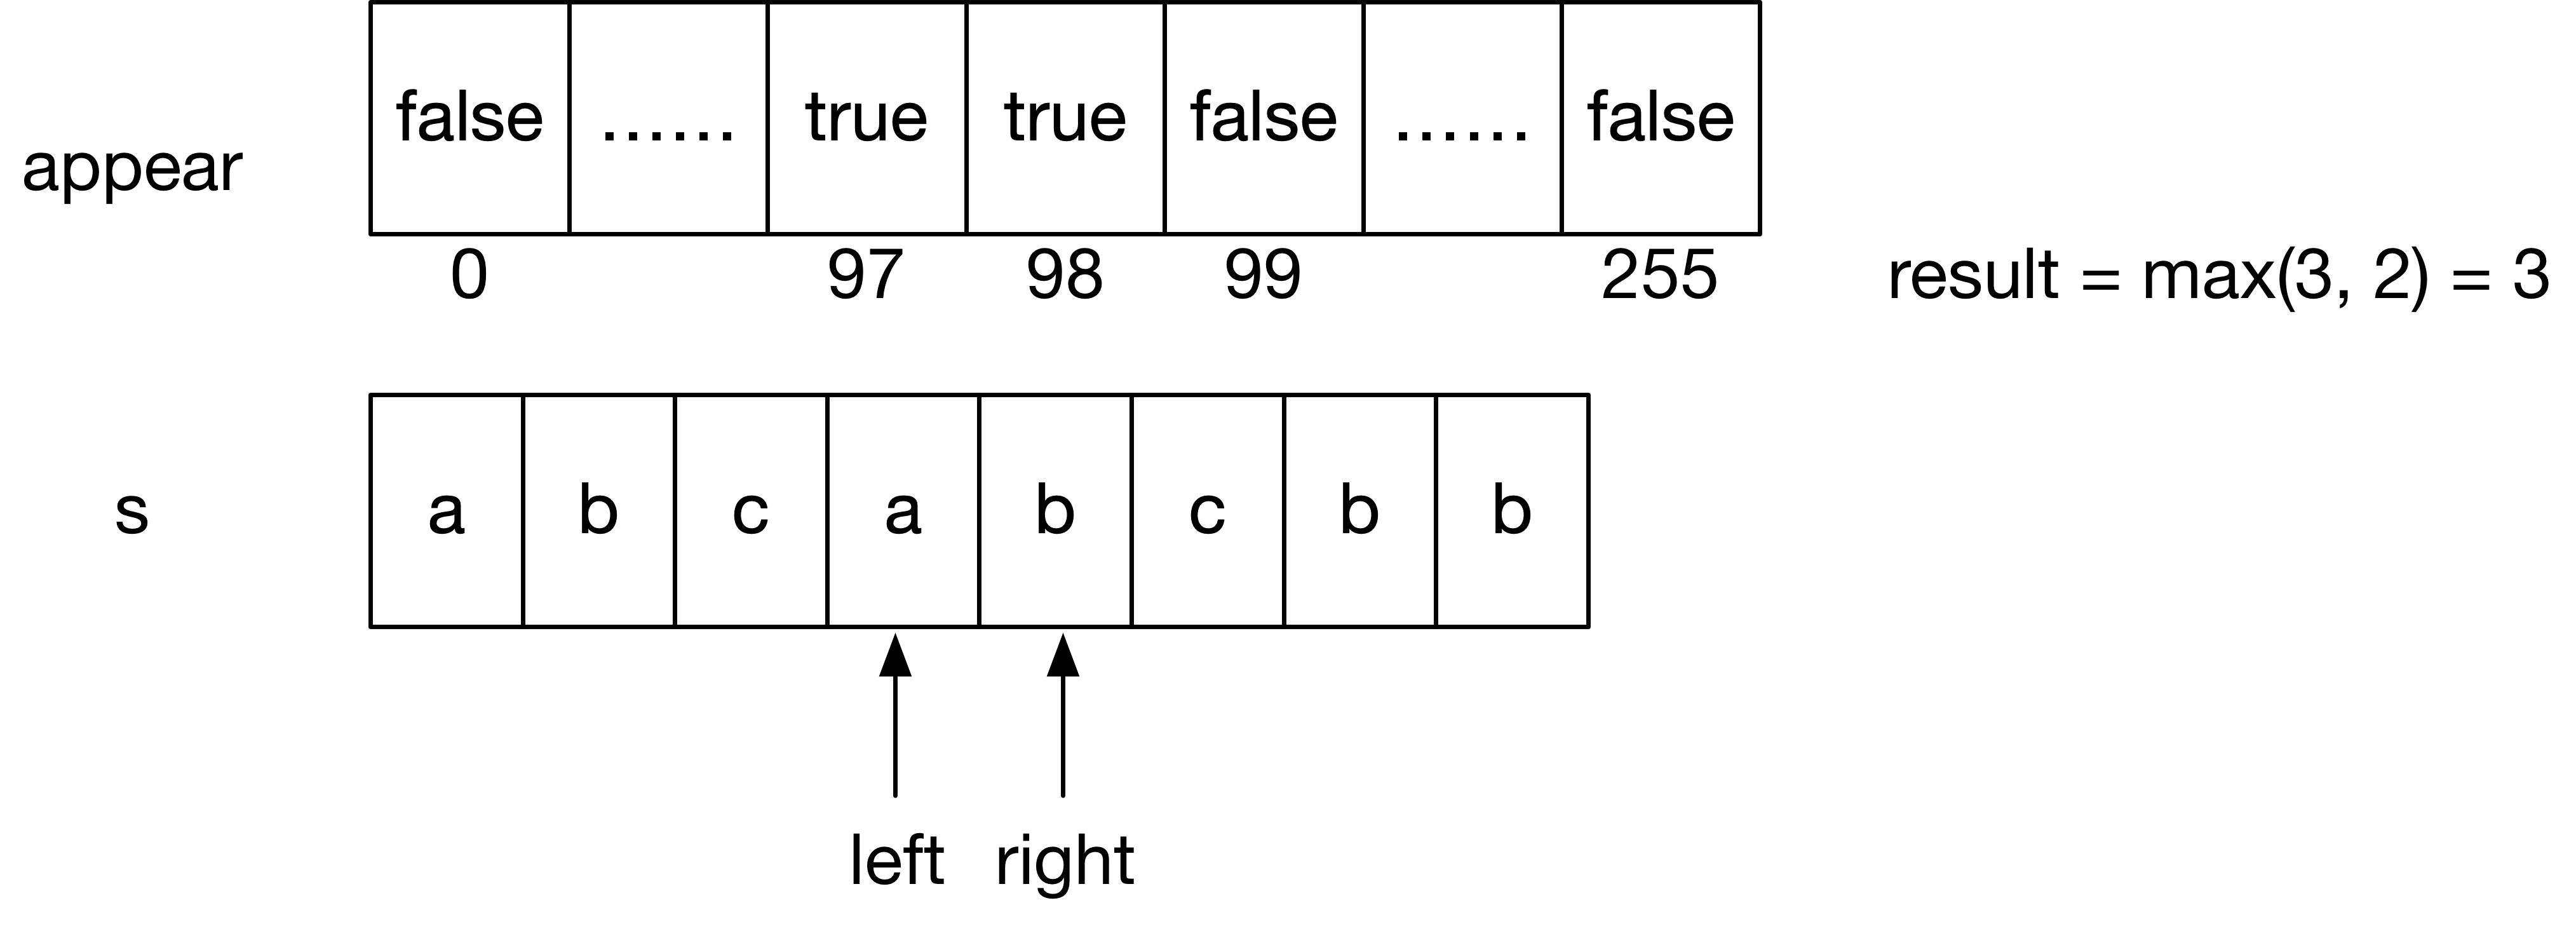 appear false ...... true true false ...... false
0 97 98 99 255 result = max(3, 2) = 3
s a b c a b c b b
left right